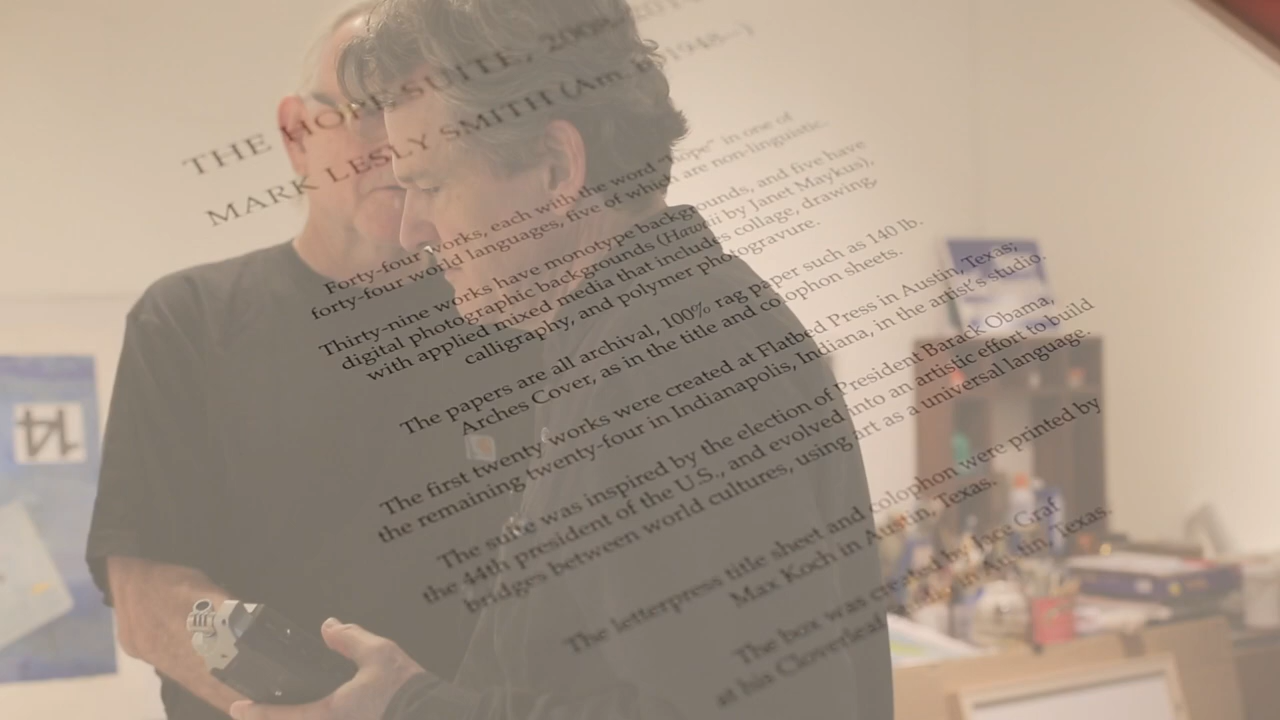 THE HOPE SUITE, 2008-2011
MARK LESLY SMITH (Am. B. 1948–)
Forty-four works, each with the word "hope" in one of
forty-four world languages, five of which are non-linguistic.
Thirty-nine works have monotype backgrounds, and five have
digital photographic backgrounds (Hawaii by Janet Maykus),
with applied mixed media that includes collage, drawing,
calligraphy, and polymer photogravure.
The papers are all archival, 100% rag paper such as 140 lb.
Arches Cover, as in the title and colophon sheets.
The first twenty works were created at Flatbed Press in Austin, Texas;
the remaining twenty-four in Indianapolis, Indiana, in the artist's studio.
The suite was inspired by the election of President Barack Obama,
the 44th president of the U.S., and evolved into an artistic effort to build
bridges between world cultures, using art as a universal language.
The letterpress title sheet and colophon were printed by
Max Koch in Austin, Texas.
The box was created by Jace Graf
at his Cloverleaf Studio in Austin, Texas.
14